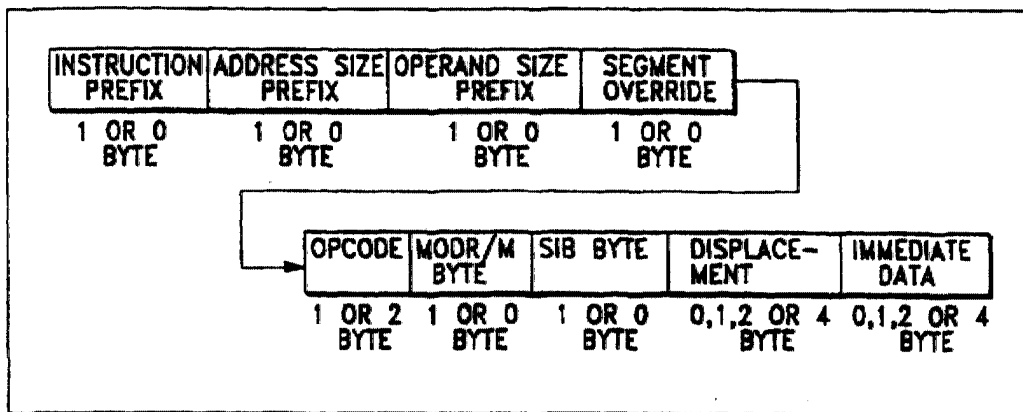 INSTRUCTION PREFIX
ADDRESS SIZE PREFIX
OPERAND SIZE PREFIX
SEGMENT OVERRIDE
1 OR 0 BYTE
1 OR 0 BYTE
1 OR 0 BYTE
1 OR 0 BYTE
OPCODE
MODR/M BYTE
SIB BYTE
DISPLACE-
MENT
IMMEDIATE DATA
1 OR 2 BYTE
1 OR 0 BYTE
1 OR 0 BYTE
0,1,2 OR 4 BYTE
0,1,2 OR 4 BYTE